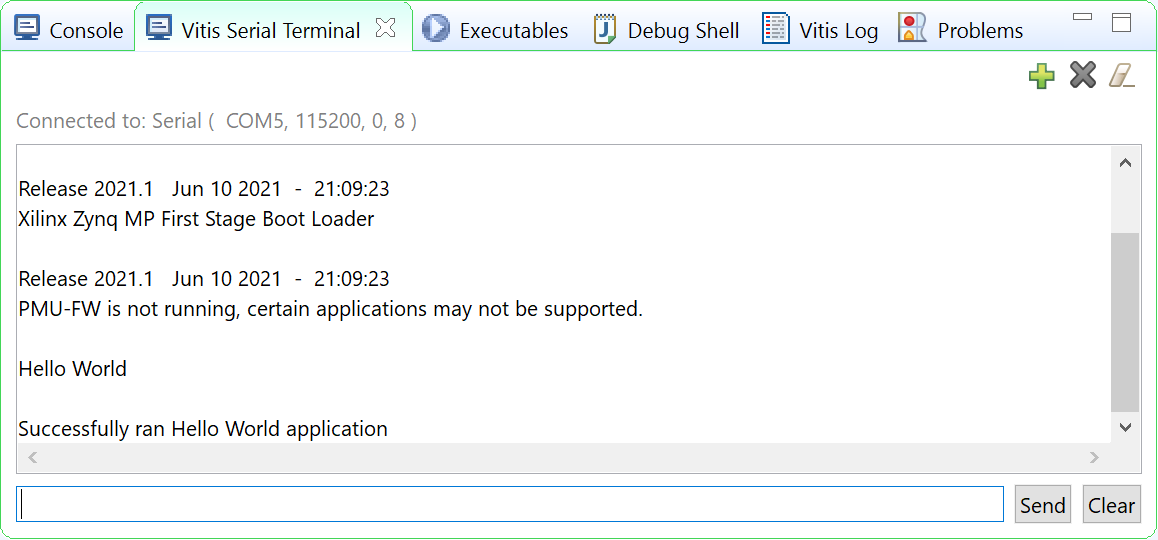 Console Vitis Serial Terminal Executables Debug Shell Vitis Log Problems
Connected to: Serial ( COM5, 115200, 0, 8 )
Release 2021.1 Jun 10 2021 - 21:09:23
Xilinx Zynq MP First Stage Boot Loader
Release 2021.1 Jun 10 2021 - 21:09:23
PMU-FW is not running, certain applications may not be supported.
Hello World
Successfully ran Hello World application
Send Clear